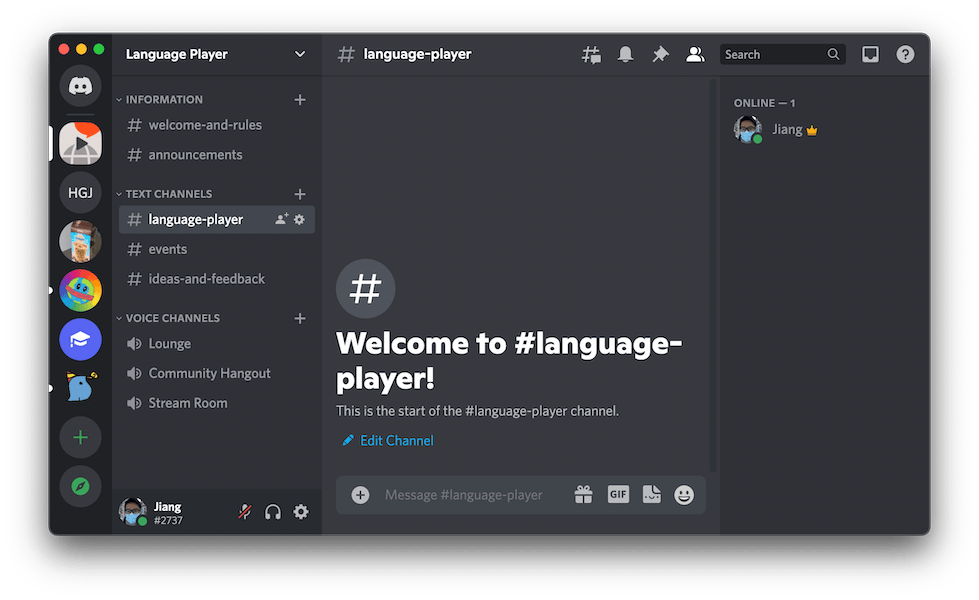 Language Player
language-player
Search
INFORMATION
welcome-and-rules
announcements
HGJ
TEXT CHANNELS
language-player
events
ideas-and-feedback
VOICE CHANNELS
Lounge
Community Hangout
Stream Room
Jiang
#2737
Welcome to #language-
player!
This is the start of the #language-player channel.
Edit Channel
Message #language-player
GIF
ONLINE — 1
Jiang